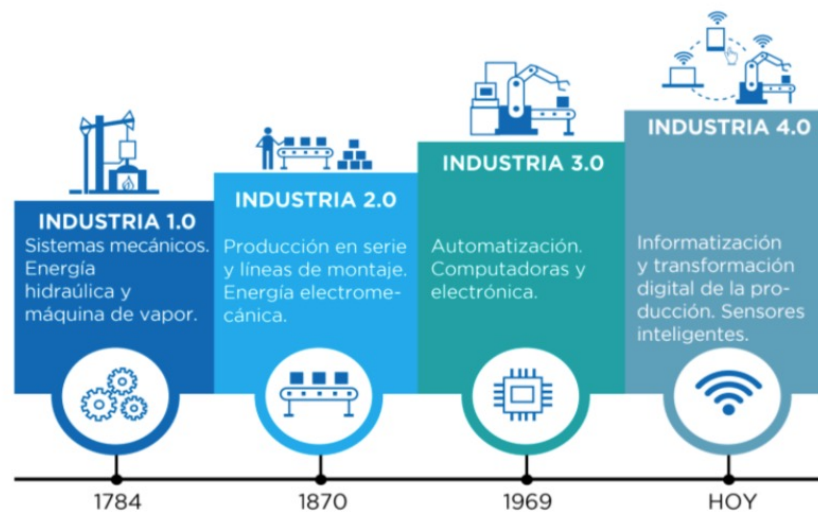 INDUSTRIA 1.0
Sistemas mecánicos.
Energía
hidraúlica y
máquina de vapor.
INDUSTRIA 2.0
Producción en serie
y líneas de montaje.
Energía electrome-
cánica.
INDUSTRIA 3.0
Automatización.
Computadoras y
electrónica.
INDUSTRIA 4.0
Informatización
y transformación
digital de la pro-
ducción. Sensores
inteligentes.
1784
1870
1969
HOY